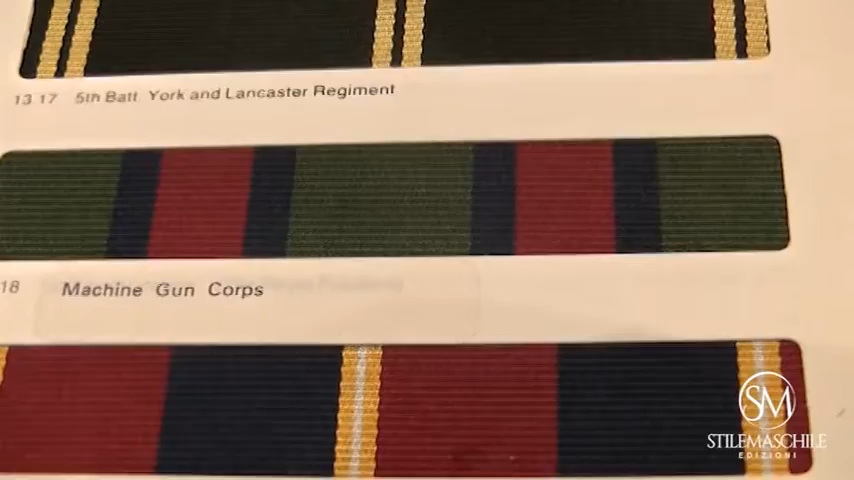 13 17 5th Batt York and Lancaster Regiment
18 Machine Gun Corps
SM
STILEMASCHILE
EDIZIONI